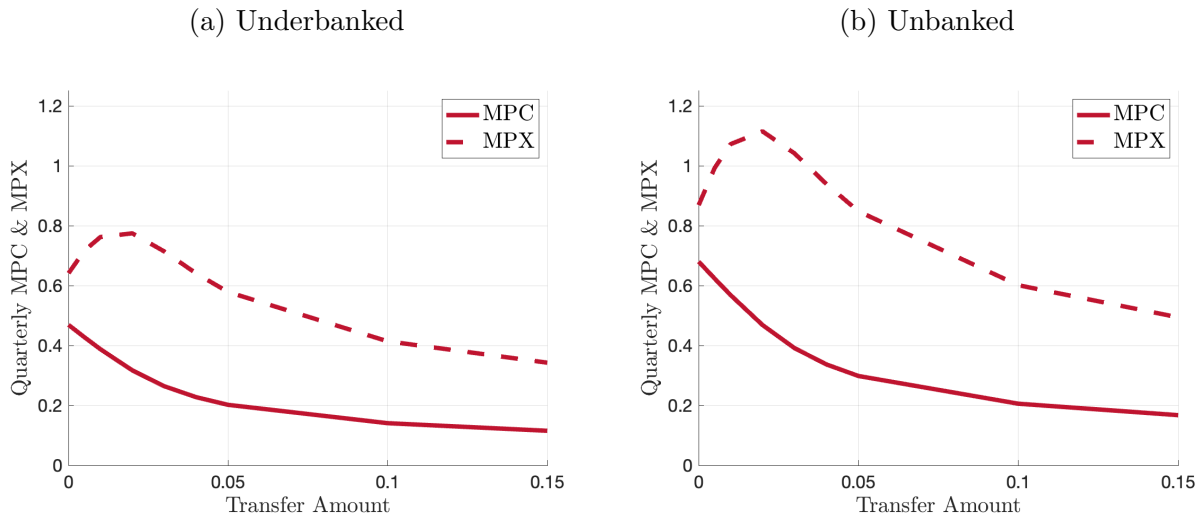 (a) Underbanked
1.2
1
0.8
0.6
0.4
0.2
0
Quarterly MPC & MPX
MPC
MPX
0
0.05
0.1
0.15
Transfer Amount
(b) Unbanked
1.2
1
0.8
0.6
0.4
0.2
0
Quarterly MPC & MPX
MPC
MPX
0
0.05
0.1
0.15
Transfer Amount